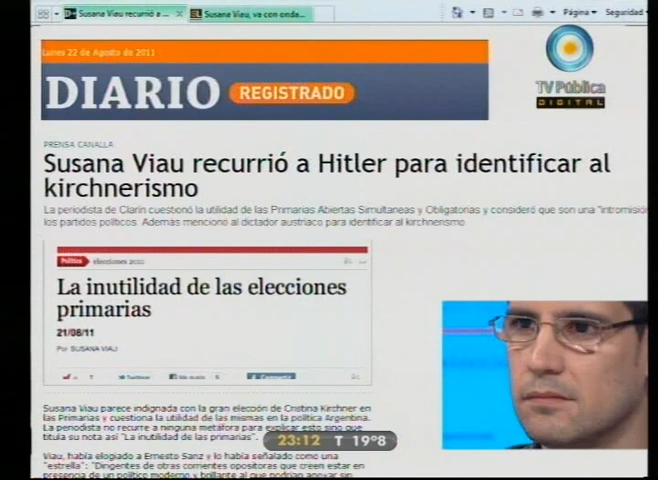 Susana Viau recurrió a ...
Susana Viau, va con onda...
Página
Seguridad
Lunes 22 de Agosto de 2011
DIARIO REGISTRADO
TV Pública
DIGITAL
PRENSA CANALLA
Susana Viau recurrió a Hitler para identificar al
kirchnerismo
La periodista de Clarín cuestionó la utilidad de las Primarias Abiertas Simultaneas y Obligatorias y consideró que son una "intromisió
los partidos políticos. Además mencionó al dictador austríaco para identificar al kirchnerismo
Política elecciones 2011
La inutilidad de las elecciones
primarias
21/08/11
Por SUSANA VIAU
Twitter
Compartir
Susana Viau parece indignada con la gran elección de Cristina Kirchner en
las Primarias y cuestiona la utilidad de las mismas en la política Argentina.
La periodista no recurre a ninguna metáfora para explicar esto sino que
titula su nota así "La inutilidad de las primarias".
23:12 T 19°8
Viau, había elogiado a Ernesto Sanz y lo había señalado como una
"estrella": "Dirigentes de otras corrientes opositoras que creen estar en
presencia de un político moderno y brillante al que podrían apoyar sin